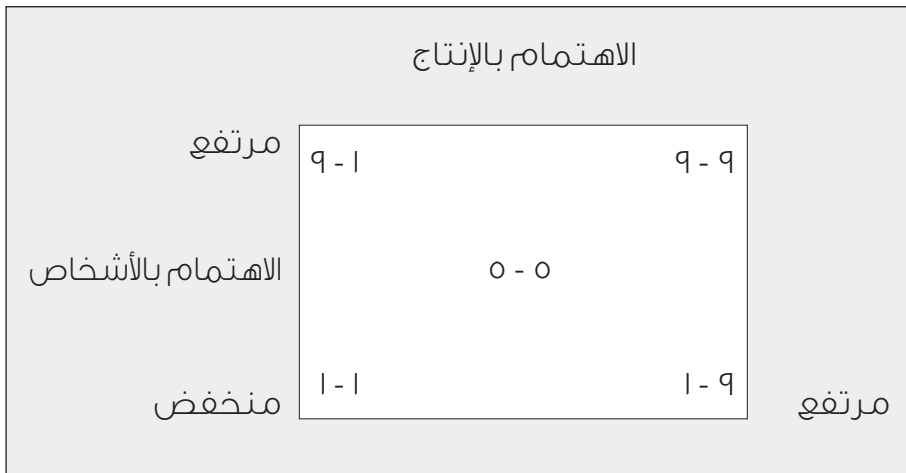 الاهتمام بالإنتاج
مرتفع
٩ - ٩
١ - ٩
٥ - ٥
الاهتمام بالأشخاص
مرتفع
٩ - ١
١ - ١
منخفض